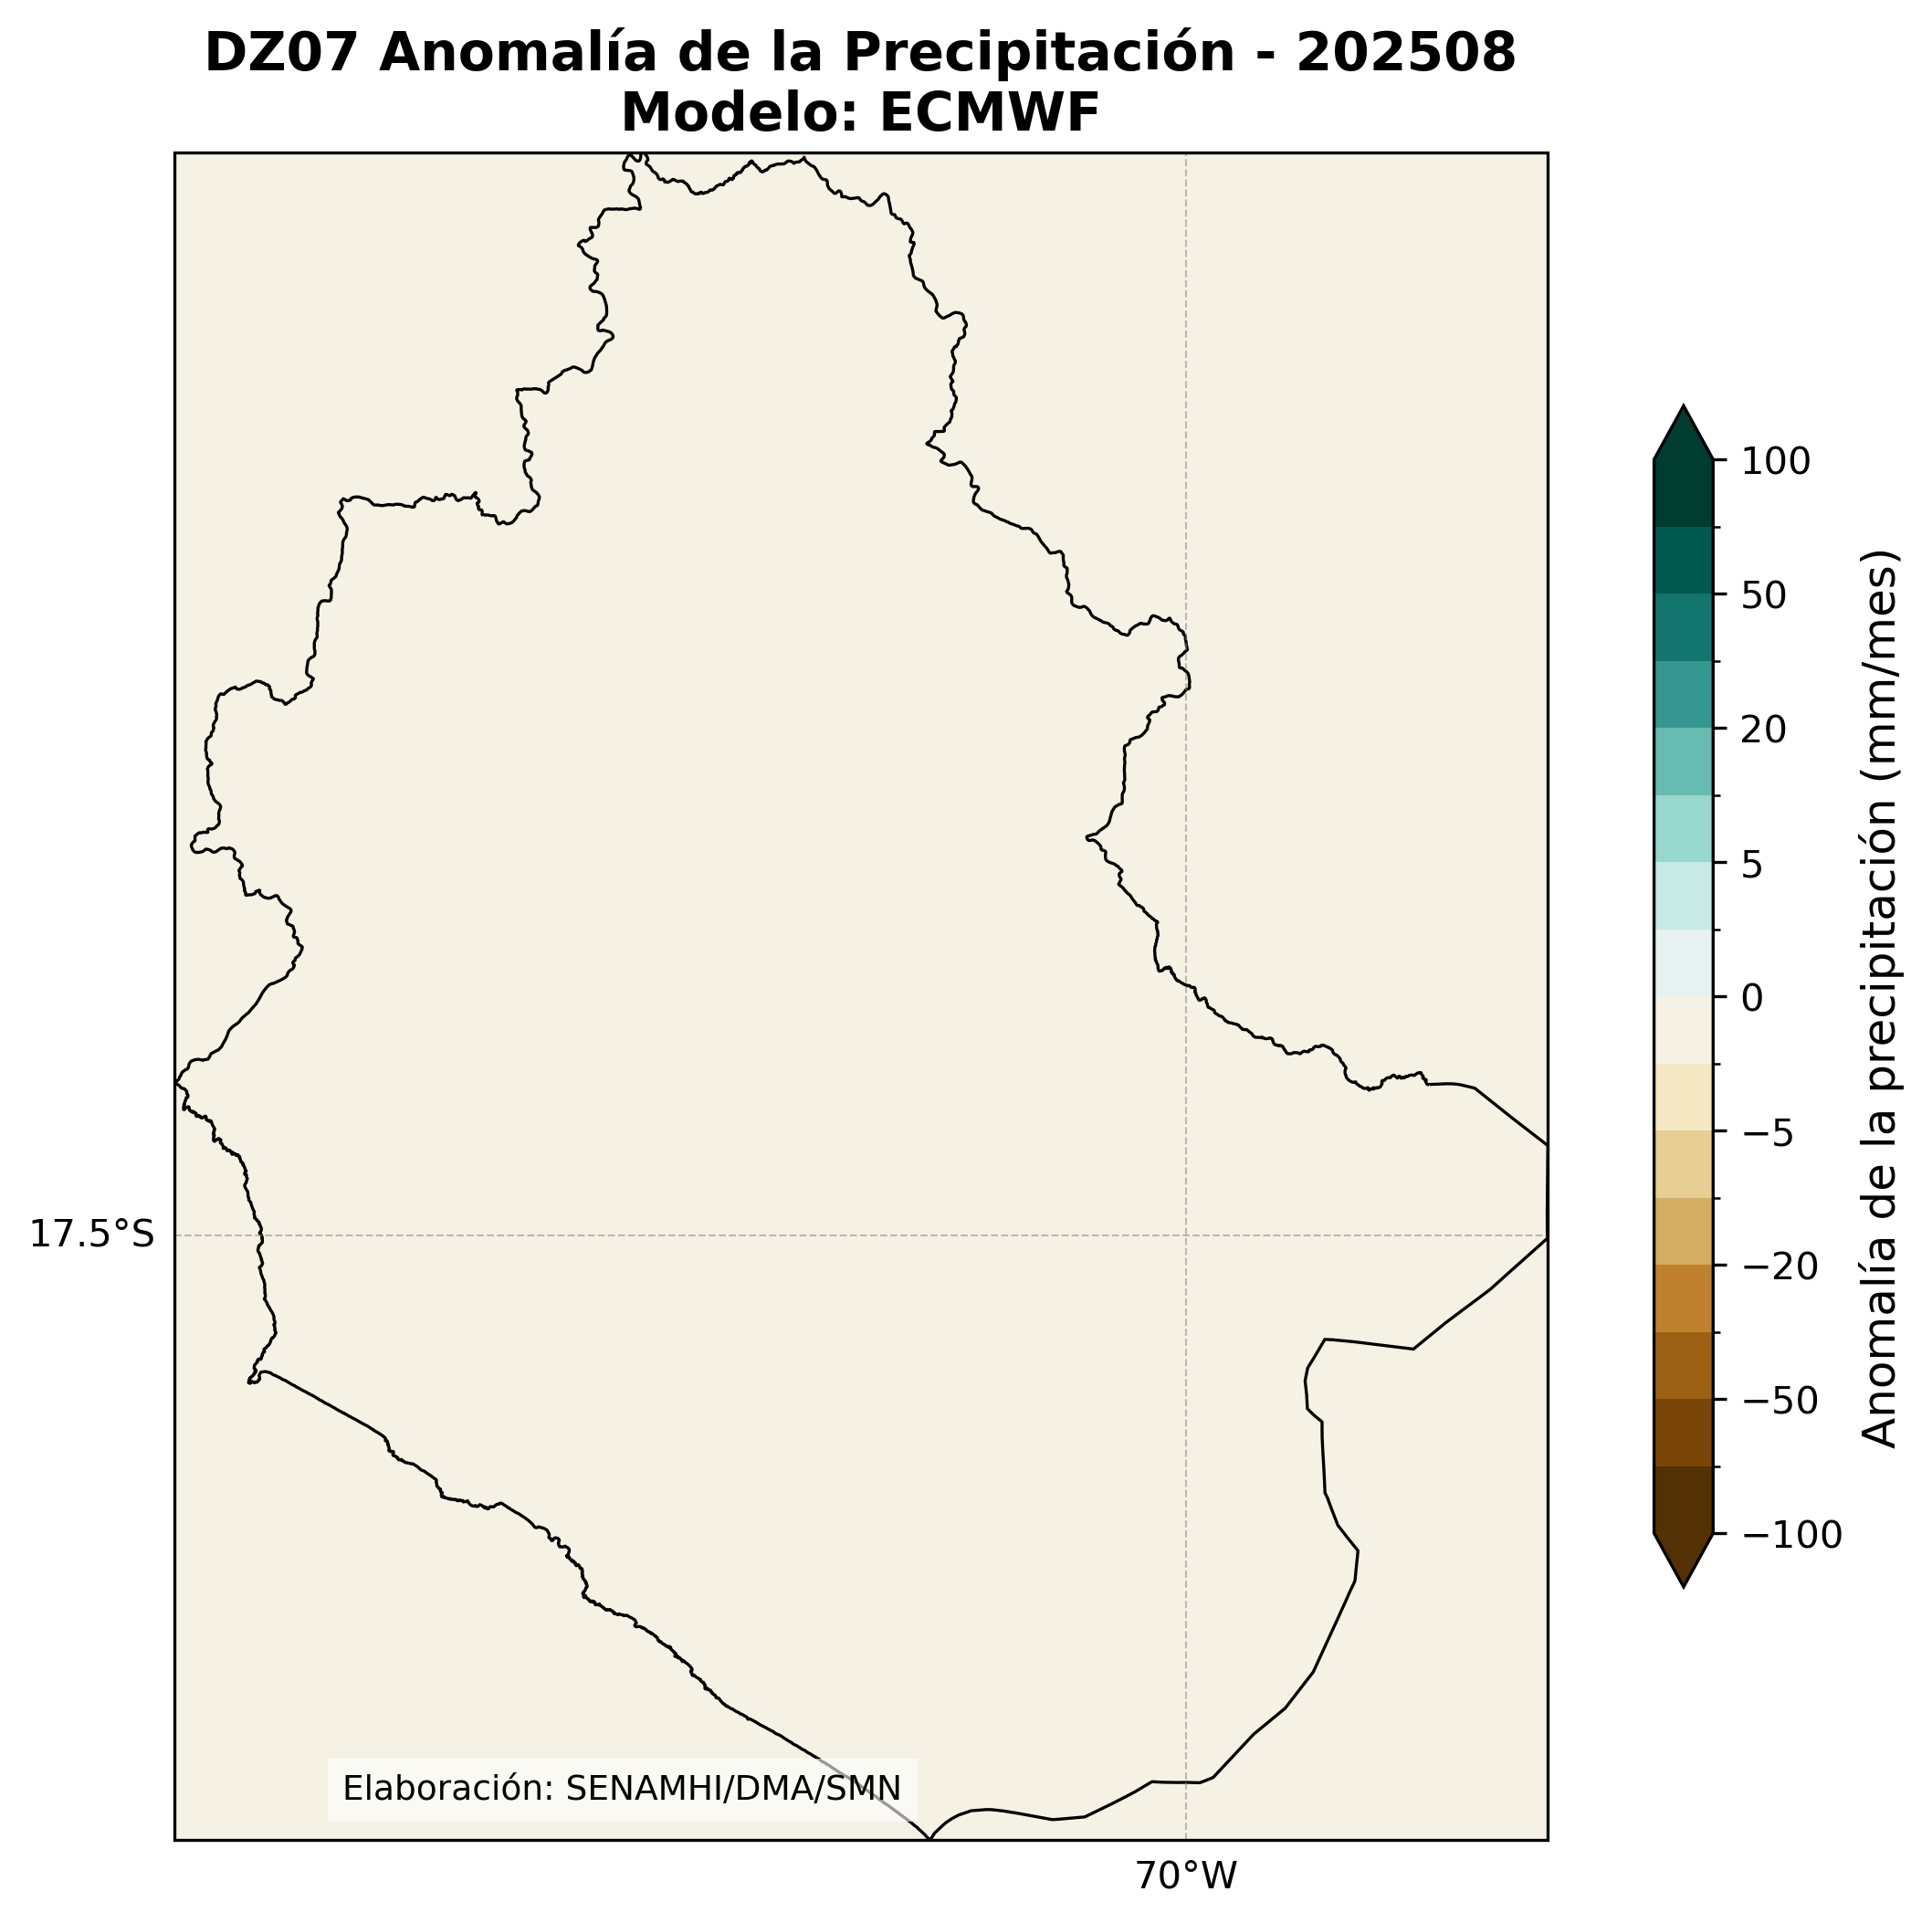 DZ07 Anomalía de la Precipitación - 202508
Modelo: ECMWF
100
50
20
5
0
−5
−20
−50
−100
Anomalía de la precipitación (mm/mes)
17.5°S
Elaboración: SENAMHI/DMA/SMN
70°W